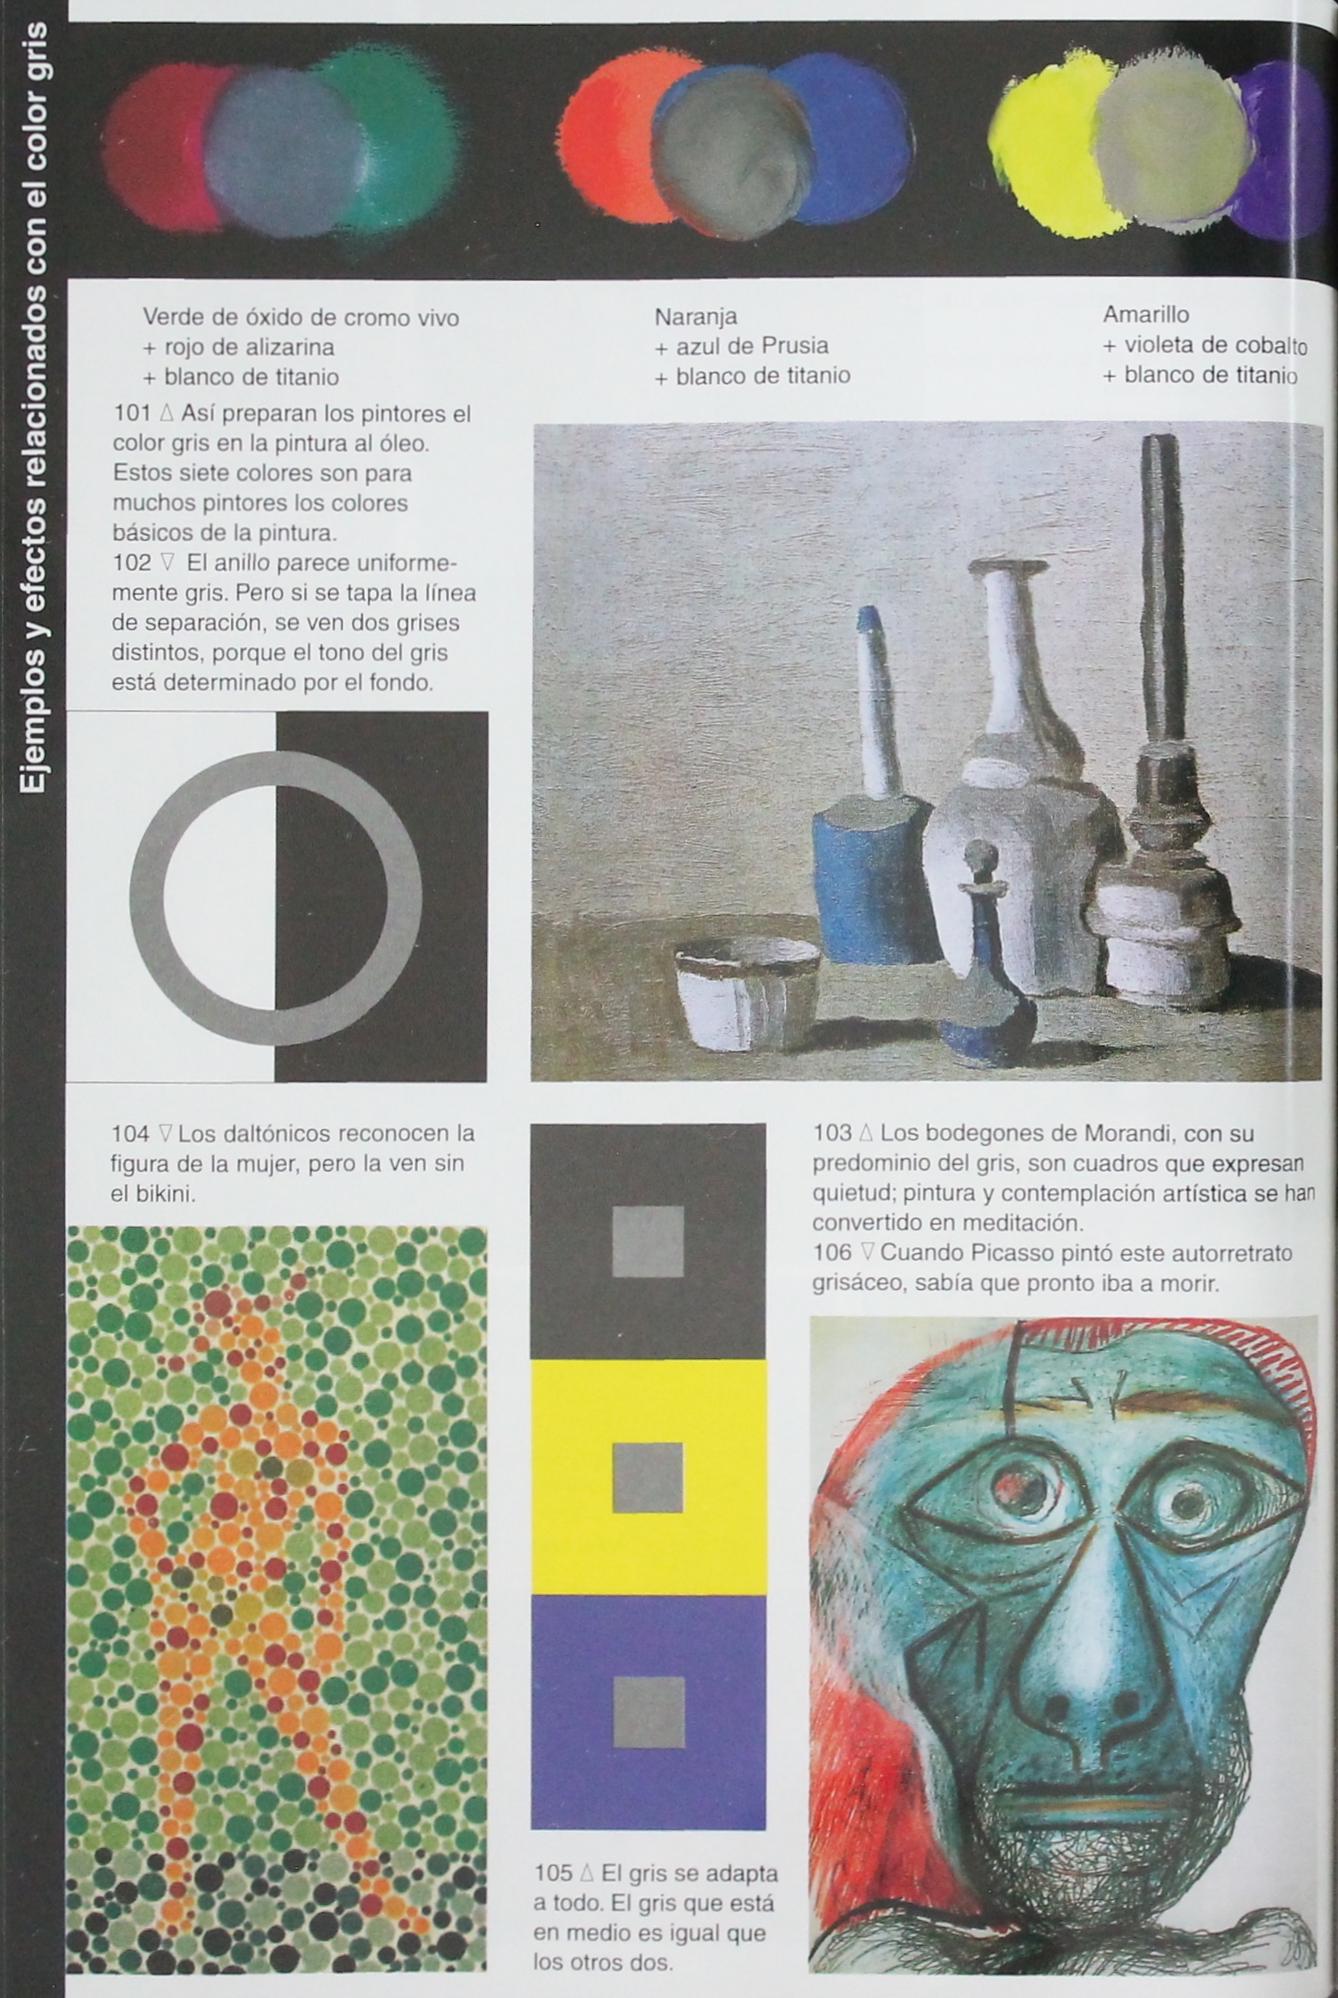 Ejemplos y efectos relacionados con el color gris
Verde de óxido de cromo vivo
+ rojo de alizarina
+ blanco de titanio
Naranja
+ azul de Prusia
+ blanco de titanio
Amarillo
+ violeta de cobalto
+ blanco de titanio
101 △ Así preparan los pintores el
color gris en la pintura al óleo.
Estos siete colores son para
muchos pintores los colores
básicos de la pintura.
102 ▽ El anillo parece uniforme-
mente gris. Pero si se tapa la línea
de separación, se ven dos grises
distintos, porque el tono del gris
está determinado por el fondo.
104 ▽ Los daltónicos reconocen la
figura de la mujer, pero la ven sin
el bikini.
103 △ Los bodegones de Morandi, con su
predominio del gris, son cuadros que expresan
quietud; pintura y contemplación artística se han
convertido en meditación.
106 ▽ Cuando Picasso pintó este autorretrato
grisáceo, sabía que pronto iba a morir.
105 △ El gris se adapta
a todo. El gris que está
en medio es igual que
los otros dos.